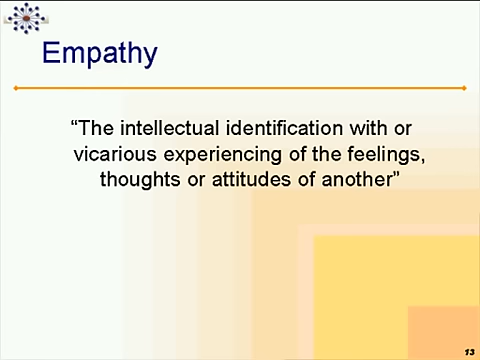 Empathy
“The intellectual identification with or
vicarious experiencing of the feelings,
thoughts or attitudes of another”
13